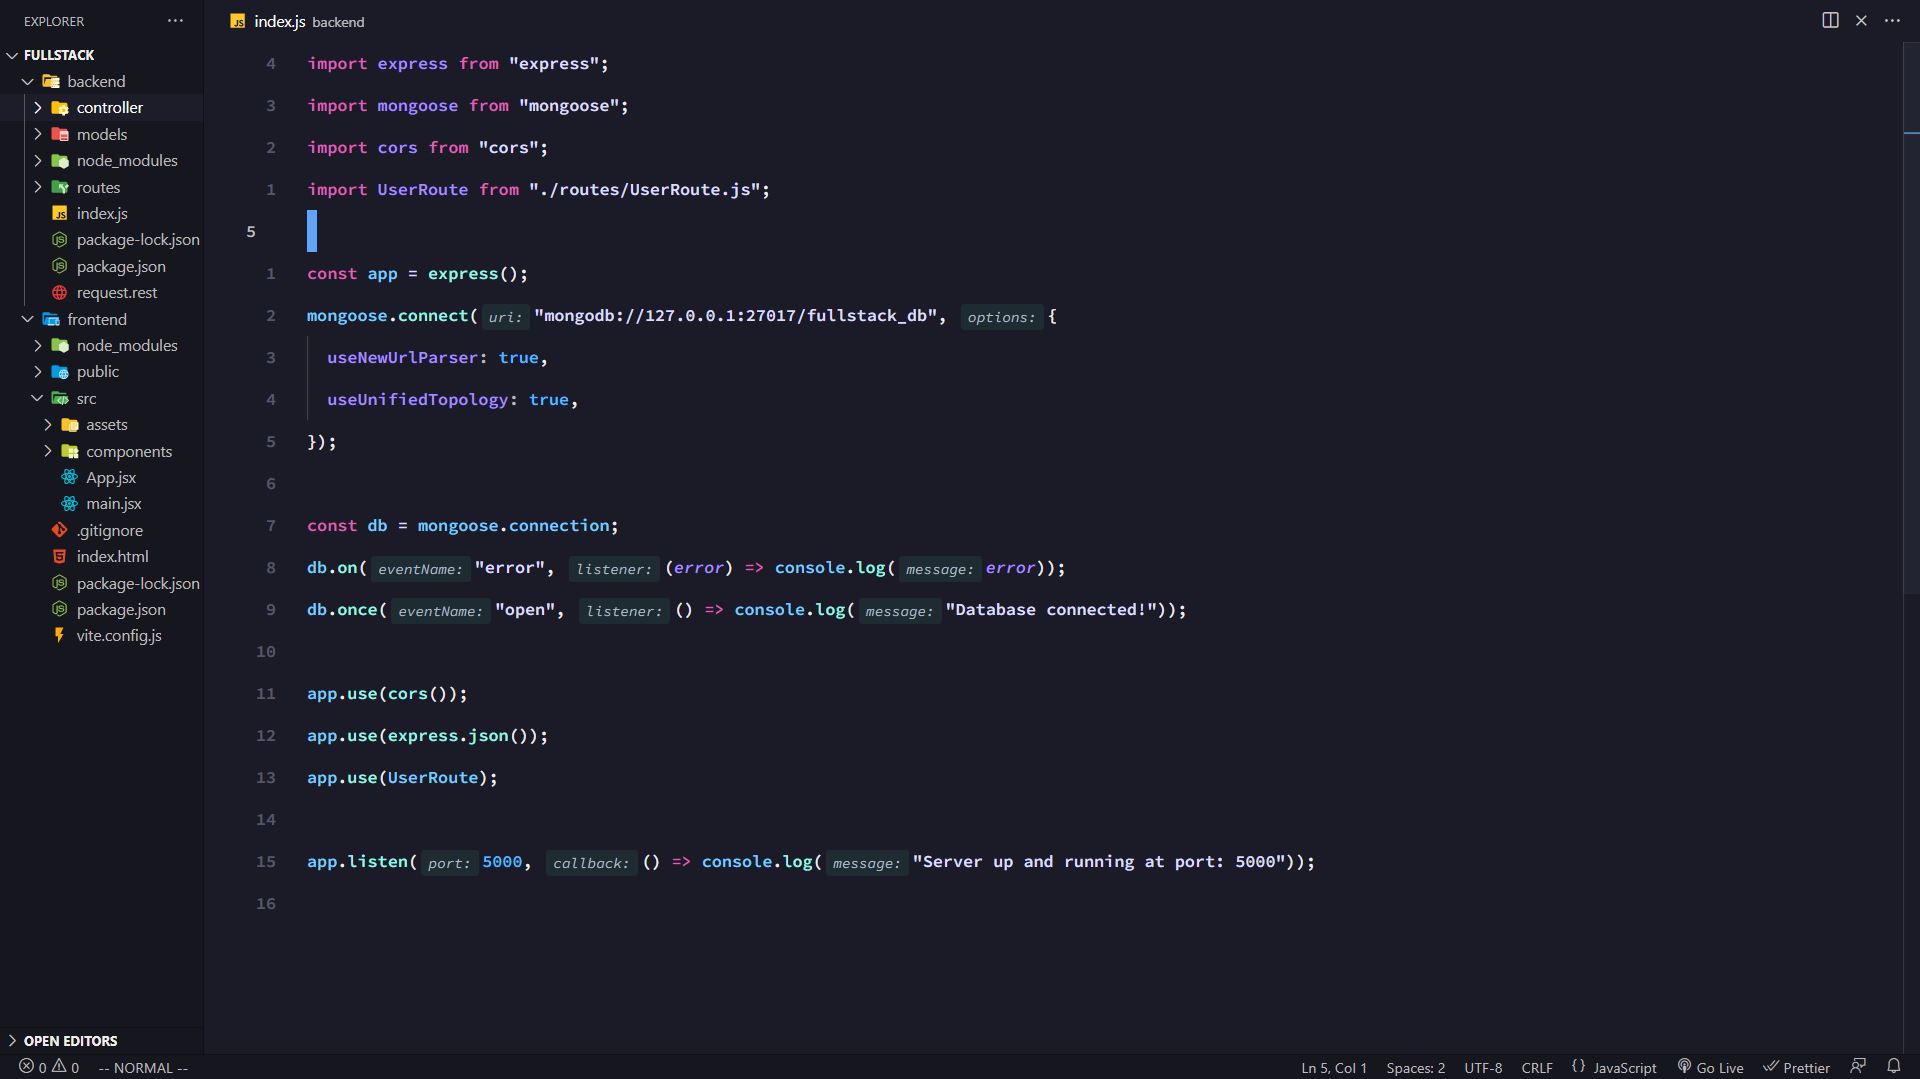 EXPLORER
FULLSTACK
backend
controller
models
node_modules
routes
index.js
package-lock.json
package.json
request.rest
frontend
node_modules
public
src
assets
components
App.jsx
main.jsx
.gitignore
index.html
package-lock.json
package.json
vite.config.js
OPEN EDITORS
JS index.js backend
4 import express from "express";
3 import mongoose from "mongoose";
2 import cors from "cors";
1 import UserRoute from "./routes/UserRoute.js";
5
1 const app = express();
2 mongoose.connect( uri: "mongodb://127.0.0.1:27017/fullstack_db", options: {
3 useNewUrlParser: true,
4 useUnifiedTopology: true,
5 });
6
7 const db = mongoose.connection;
8 db.on( eventName: "error", listener: (error) => console.log( message: error));
9 db.once( eventName: "open", listener: () => console.log( message: "Database connected!"));
10
11 app.use(cors());
12 app.use(express.json());
13 app.use(UserRoute);
14
15 app.listen( port: 5000, callback: () => console.log( message: "Server up and running at port: 5000"));
16
0 0 -- NORMAL -- Ln 5, Col 1 Spaces: 2 UTF-8 CRLF {} JavaScript Go Live Prettier